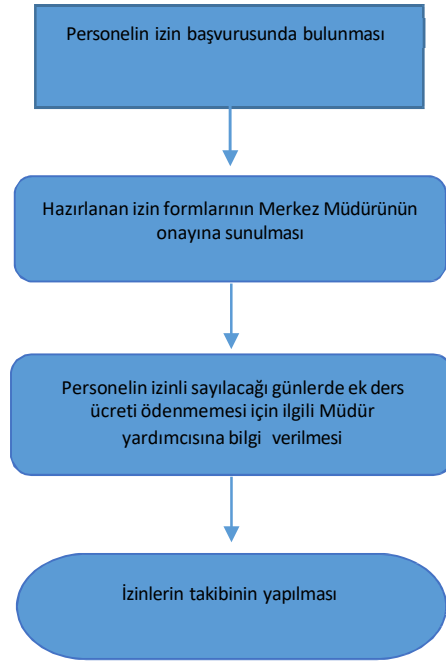 Personelin izin başvurusunda bulunması
Hazırlanan izin formlarının Merkez Müdürünün
onayına sunulması
Personelin izinli sayılacağı günlerde ek ders
ücreti ödenmemesi için ilgili Müdür
yardımcısına bilgi verilmesi
İzinlerin takibinin yapılması